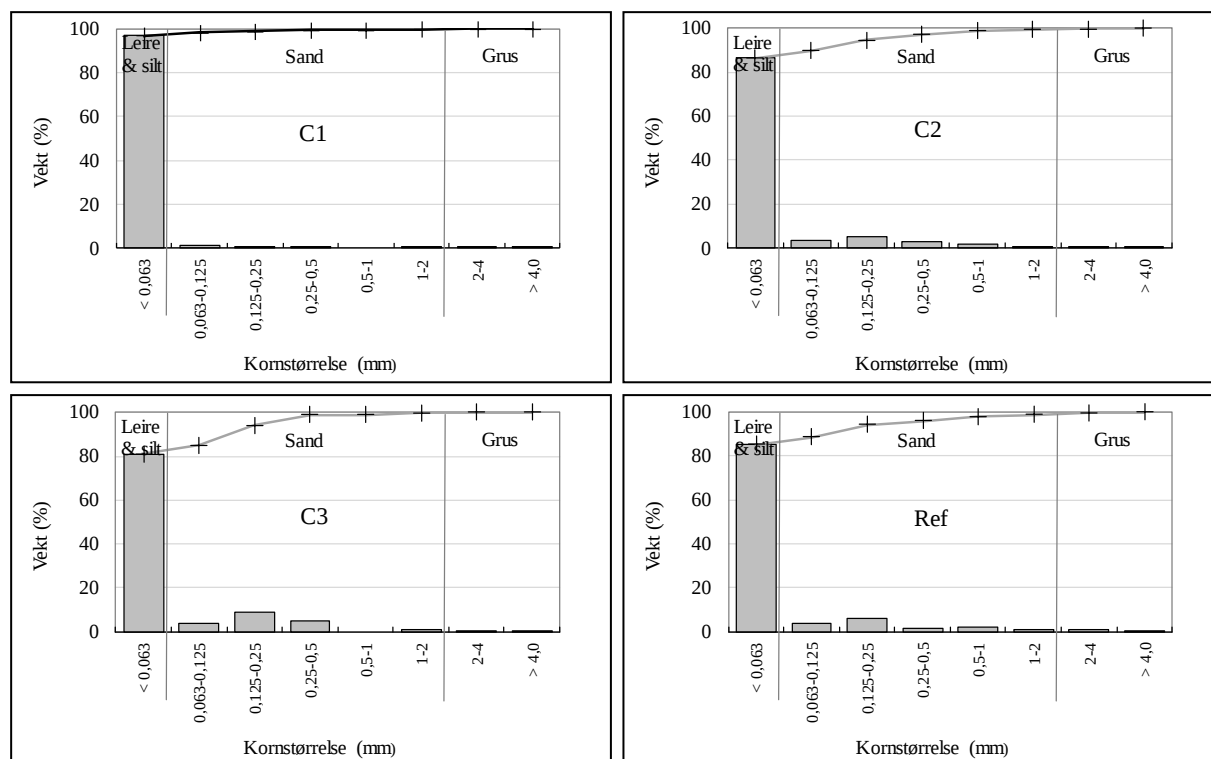 100
80
60
40
20
0
Vekt (%)
Leire
& silt
Sand
Grus
C1
< 0,063
0,063-0,125
0,125-0,25
0,25-0,5
0,5-1
1-2
2-4
> 4,0
Kornstørrelse (mm)
100
80
60
40
20
0
Vekt (%)
Leire
& silt
Sand
Grus
C2
< 0,063
0,063-0,125
0,125-0,25
0,25-0,5
0,5-1
1-2
2-4
> 4,0
Kornstørrelse (mm)
100
80
60
40
20
0
Vekt (%)
Leire
& silt
Sand
Grus
C3
< 0,063
0,063-0,125
0,125-0,25
0,25-0,5
0,5-1
1-2
2-4
> 4,0
Kornstørrelse (mm)
100
80
60
40
20
0
Vekt (%)
Leire
& silt
Sand
Grus
Ref
< 0,063
0,063-0,125
0,125-0,25
0,25-0,5
0,5-1
1-2
2-4
> 4,0
Kornstørrelse (mm)